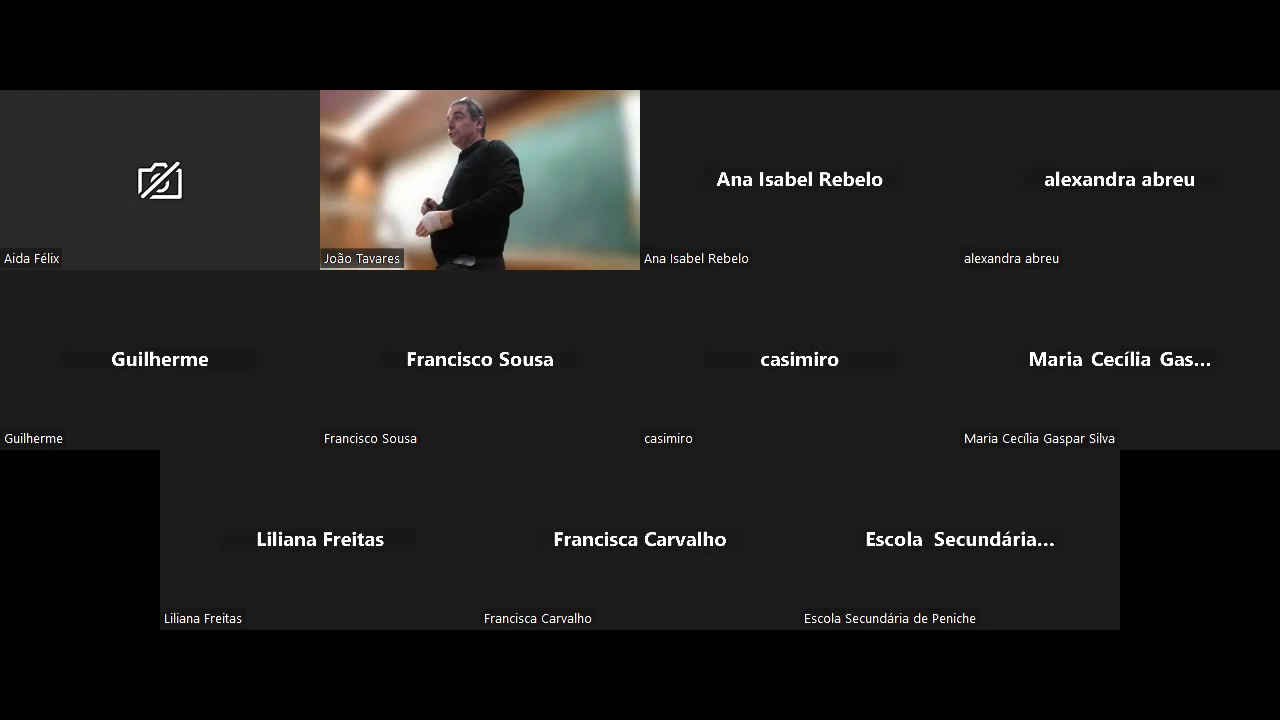 Aida Félix
João Tavares
Ana Isabel Rebelo
Ana Isabel Rebelo
alexandra abreu
alexandra abreu
Guilherme
Guilherme
Francisco Sousa
Francisco Sousa
casimiro
casimiro
Maria Cecília Gas...
Maria Cecília Gaspar Silva
Liliana Freitas
Liliana Freitas
Francisca Carvalho
Francisca Carvalho
Escola Secundária...
Escola Secundária de Peniche